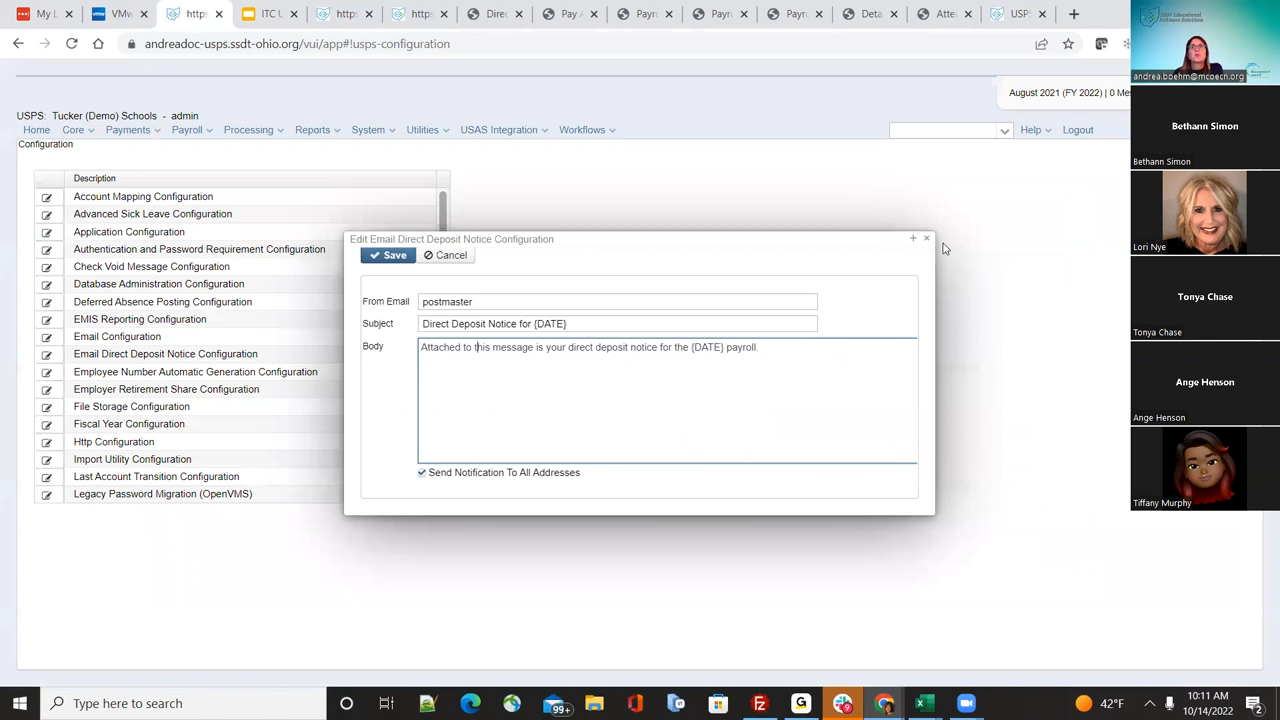 My L
VMw
https
ITC U
https
https
Pay
Payr
Payr
Deta
Atte
USPS
andreadoc-usps.ssdt-ohio.org/vui/app#!usps-configuration
August 2021 (FY 2022) | 0 Mes
USPS: Tucker (Demo) Schools - admin
Home Core Payments Payroll Processing Reports System Utilities USAS Integration Workflows Help Logout
Configuration
Description
Account Mapping Configuration
Advanced Sick Leave Configuration
Application Configuration
Authentication and Password Requirement Configuration
Check Void Message Configuration
Database Administration Configuration
Deferred Absence Posting Configuration
EMIS Reporting Configuration
Email Configuration
Email Direct Deposit Notice Configuration
Employee Number Automatic Generation Configuration
Employer Retirement Share Configuration
File Storage Configuration
Fiscal Year Configuration
Http Configuration
Import Utility Configuration
Last Account Transition Configuration
Legacy Password Migration (OpenVMS)
Edit Email Direct Deposit Notice Configuration
Save Cancel
From Email postmaster
Subject Direct Deposit Notice for {DATE}
Body Attached to this message is your direct deposit notice for the {DATE} payroll.
Send Notification To All Addresses
SSDT Educational
Software Solutions
andrea.boehm@mcoecn.org
Bethann Simon
Bethann Simon
Lori Nye
Tonya Chase
Tonya Chase
Ange Henson
Ange Henson
Tiffany Murphy
Type here to search
99+
42°F
10:11 AM
10/14/2022
2